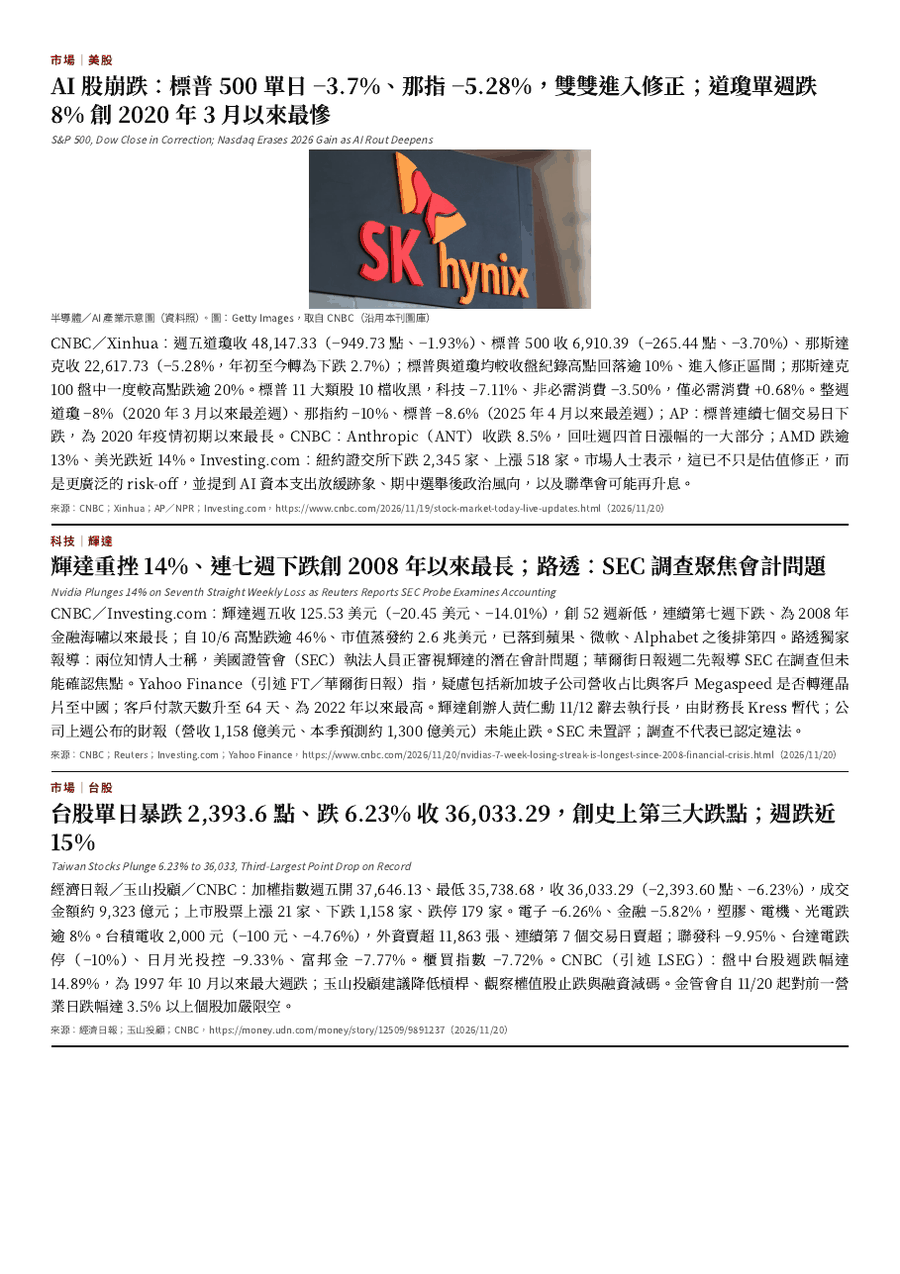 市場｜美股
AI 股崩跌：標普 500 單日 −3.7%、那指 −5.28%，雙雙進入修正；道瓊單週跌
8% 創 2020 年 3 月以來最慘
S&P 500, Dow Close in Correction; Nasdaq Erases 2026 Gain as AI Rout Deepens
SK hynix
半導體／AI 產業示意圖（資料照）。圖：Getty Images，取自 CNBC（沿用本刊圖庫）
CNBC／Xinhua：週五道瓊收 48,147.33（−949.73 點、−1.93%）、標普 500 收 6,910.39（−265.44 點、−3.70%）、那斯達
克收 22,617.73（−5.28%，年初至今轉為下跌 2.7%）；標普與道瓊均較收盤紀錄高點回落逾 10%、進入修正區間；那斯達克
100 盤中一度較高點跌逾 20%。標普 11 大類股 10 檔收黑，科技 −7.11%、非必需消費 −3.50%，僅必需消費 +0.68%。整週
道瓊 −8%（2020 年 3 月以來最差週）、那指約 −10%、標普 −8.6%（2025 年 4 月以來最差週）；AP：標普連續七個交易日下
跌，為 2020 年疫情初期以來最長。CNBC：Anthropic（ANT）收跌 8.5%，回吐週四首日漲幅的一大部分；AMD 跌逾
13%、美光跌近 14%。Investing.com：紐約證交所下跌 2,345 家、上漲 518 家。市場人士表示，這已不只是估值修正，而
是更廣泛的 risk-off，並提到 AI 資本支出放緩跡象、期中選舉後政治風向，以及聯準會可能再升息。
來源：CNBC；Xinhua；AP／NPR；Investing.com，https://www.cnbc.com/2026/11/19/stock-market-today-live-updates.html（2026/11/20）
科技｜輝達
輝達重挫 14%、連七週下跌創 2008 年以來最長；路透：SEC 調查聚焦會計問題
Nvidia Plunges 14% on Seventh Straight Weekly Loss as Reuters Reports SEC Probe Examines Accounting
CNBC／Investing.com：輝達週五收 125.53 美元（−20.45 美元、−14.01%），創 52 週新低，連續第七週下跌、為 2008 年
金融海嘯以來最長；自 10/6 高點跌逾 46%、市值蒸發約 2.6 兆美元，已落到蘋果、微軟、Alphabet 之後排第四。路透獨家
報導：兩位知情人士稱，美國證管會（SEC）執法人員正審視輝達的潛在會計問題；華爾街日報週二先報導 SEC 在調查但未
能確認焦點。Yahoo Finance（引述 FT／華爾街日報）指，疑慮包括新加坡子公司營收占比與客戶 Megaspeed 是否轉運晶
片至中國；客戶付款天數升至 64 天、為 2022 年以來最高。輝達創辦人黃仁勳 11/12 辭去執行長，由財務長 Kress 暫代；公
司上週公布的財報（營收 1,158 億美元、本季預測約 1,300 億美元）未能止跌。SEC 未置評；調查不代表已認定違法。
來源：CNBC；Reuters；Investing.com；Yahoo Finance，https://www.cnbc.com/2026/11/20/nvidias-7-week-losing-streak-is-longest-since-2008-financial-crisis.html（2026/11/20）
市場｜台股
台股單日暴跌 2,393.6 點、跌 6.23% 收 36,033.29，創史上第三大跌點；週跌近
15%
Taiwan Stocks Plunge 6.23% to 36,033, Third-Largest Point Drop on Record
經濟日報／玉山投顧／CNBC：加權指數週五開 37,646.13、最低 35,738.68，收 36,033.29（−2,393.60 點、−6.23%），成交
金額約 9,323 億元；上市股票上漲 21 家、下跌 1,158 家、跌停 179 家。電子 −6.26%、金融 −5.82%，塑膠、電機、光電跌
逾 8%。台積電收 2,000 元（−100 元、−4.76%），外資賣超 11,863 張、連續第 7 個交易日賣超；聯發科 −9.95%、台達電跌
停（−10%）、日月光投控 −9.33%、富邦金 −7.77%。櫃買指數 −7.72%。CNBC（引述 LSEG）：盤中台股週跌幅達
14.89%，為 1997 年 10 月以來最大週跌；玉山投顧建議降低槓桿、觀察權值股止跌與融資減碼。金管會自 11/20 起對前一營
業日跌幅達 3.5% 以上個股加嚴限空。
來源：經濟日報；玉山投顧；CNBC，https://money.udn.com/money/story/12509/9891237（2026/11/20）